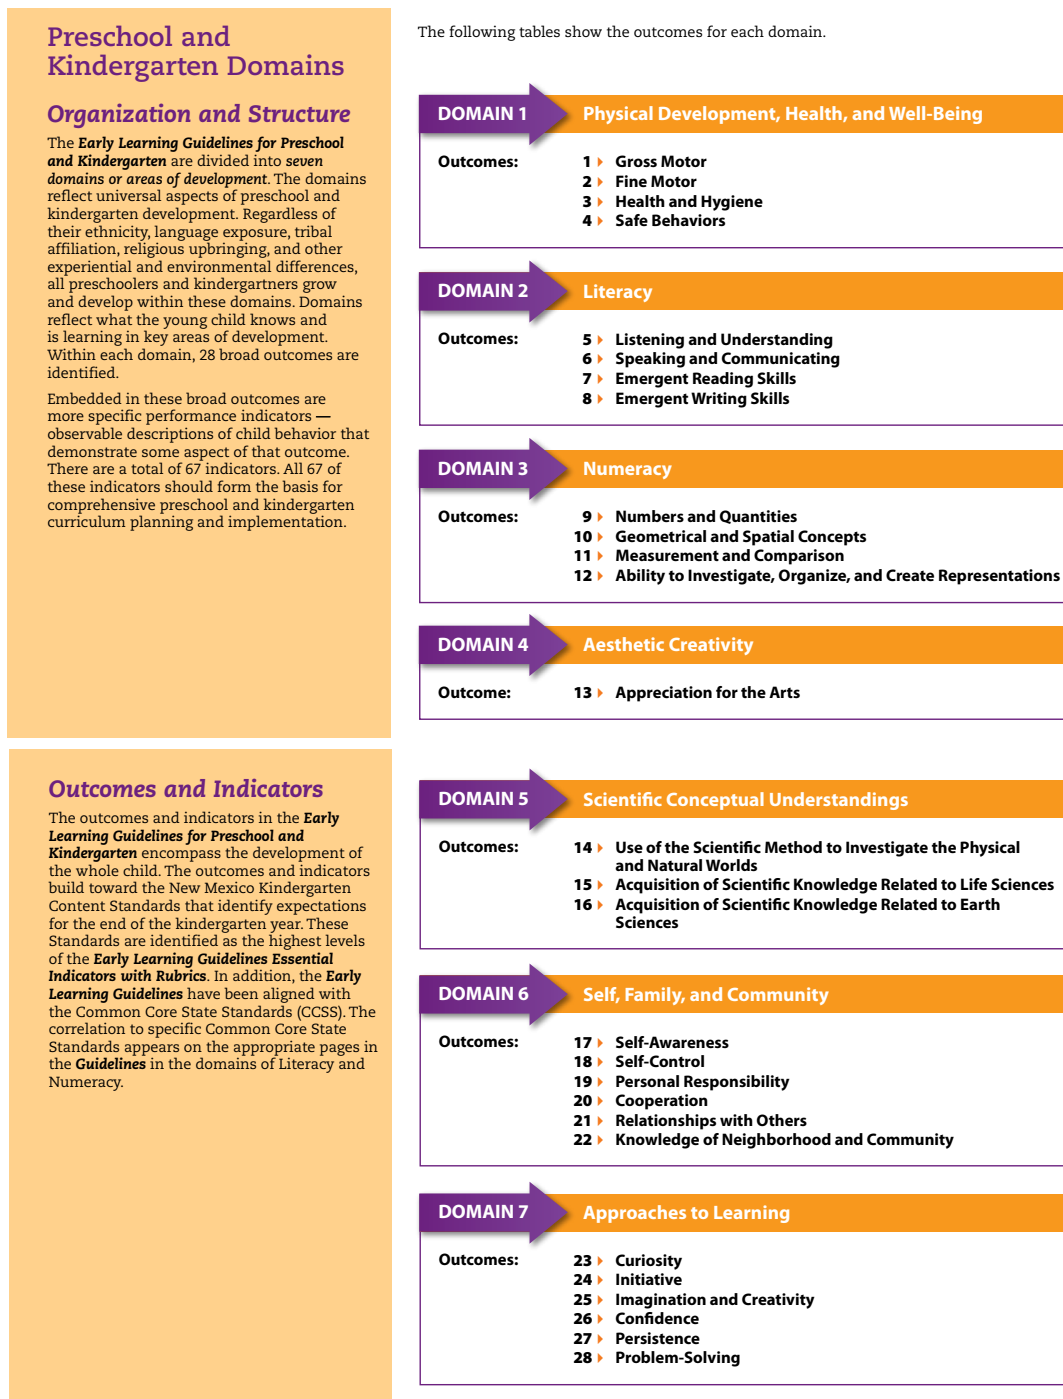 Preschool and
Kindergarten Domains
Organization and Structure
The Early Learning Guidelines for Preschool
and Kindergarten are divided into seven
domains or areas of development. The domains
reflect universal aspects of preschool and
kindergarten development. Regardless of
their ethnicity, language exposure, tribal
affiliation, religious upbringing, and other
experiential and environmental differences,
all preschoolers and kindergartners grow
and develop within these domains. Domains
reflect what the young child knows and
is learning in key areas of development.
Within each domain, 28 broad outcomes are
identified.
Embedded in these broad outcomes are
more specific performance indicators —
observable descriptions of child behavior that
demonstrate some aspect of that outcome.
There are a total of 67 indicators. All 67 of
these indicators should form the basis for
comprehensive preschool and kindergarten
curriculum planning and implementation.
The following tables show the outcomes for each domain.
DOMAIN 1 Physical Development, Health, and Well-Being
Outcomes: 1 Gross Motor
2 Fine Motor
3 Health and Hygiene
4 Safe Behaviors
DOMAIN 2 Literacy
Outcomes: 5 Listening and Understanding
6 Speaking and Communicating
7 Emergent Reading Skills
8 Emergent Writing Skills
DOMAIN 3 Numeracy
Outcomes: 9 Numbers and Quantities
10 Geometrical and Spatial Concepts
11 Measurement and Comparison
12 Ability to Investigate, Organize, and Create Representations
DOMAIN 4 Aesthetic Creativity
Outcome: 13 Appreciation for the Arts
Outcomes and Indicators
The outcomes and indicators in the Early
Learning Guidelines for Preschool and
Kindergarten encompass the development of
the whole child. The outcomes and indicators
build toward the New Mexico Kindergarten
Content Standards that identify expectations
for the end of the kindergarten year. These
Standards are identified as the highest levels
of the Early Learning Guidelines Essential
Indicators with Rubrics. In addition, the Early
Learning Guidelines have been aligned with
the Common Core State Standards (CCSS). The
correlation to specific Common Core State
Standards appears on the appropriate pages in
the Guidelines in the domains of Literacy and
Numeracy.
DOMAIN 5 Scientific Conceptual Understandings
Outcomes: 14 Use of the Scientific Method to Investigate the Physical
and Natural Worlds
15 Acquisition of Scientific Knowledge Related to Life Sciences
16 Acquisition of Scientific Knowledge Related to Earth
Sciences
DOMAIN 6 Self, Family, and Community
Outcomes: 17 Self-Awareness
18 Self-Control
19 Personal Responsibility
20 Cooperation
21 Relationships with Others
22 Knowledge of Neighborhood and Community
DOMAIN 7 Approaches to Learning
Outcomes: 23 Curiosity
24 Initiative
25 Imagination and Creativity
26 Confidence
27 Persistence
28 Problem-Solving